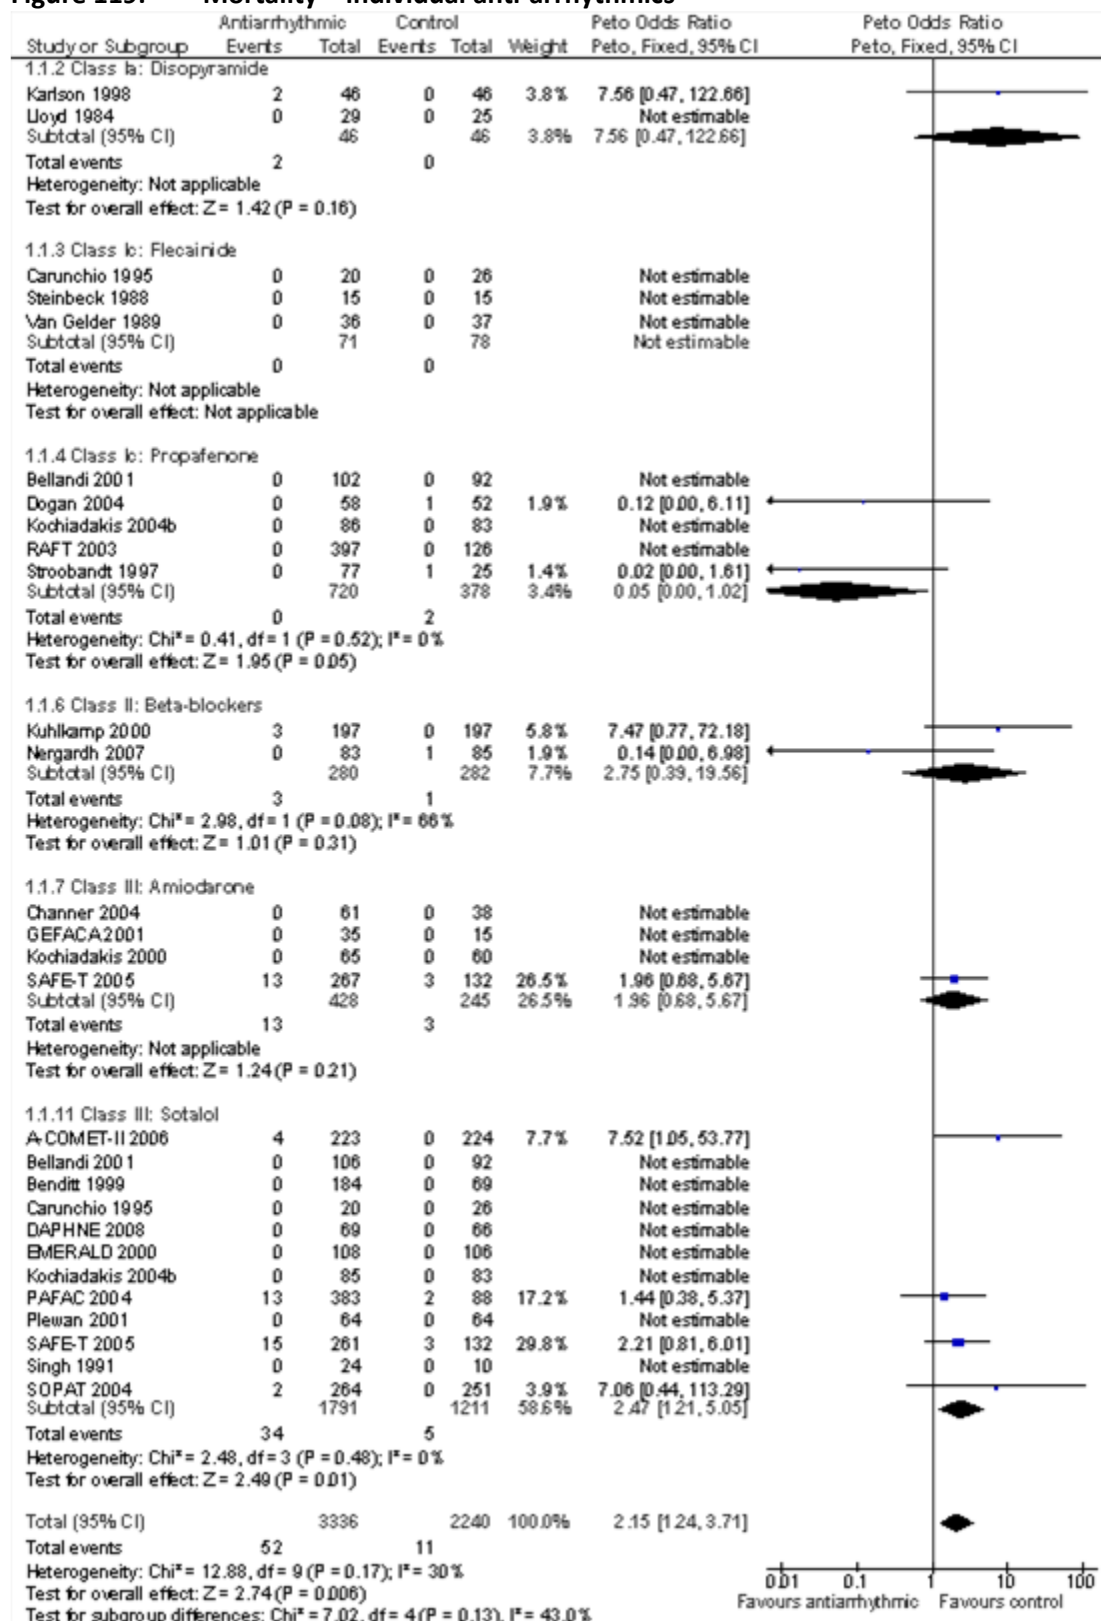 Figure 115: Mortality – individual anti-arrhythmics
Antiarrhythmic Control Peto Odds Ratio Peto Odds Ratio
Study or Subgroup Events Total Events Total Weight Peto, Fixed, 95% CI Peto, Fixed, 95% CI
1.1.2 Class Ia: Disopyramide
Karlson 1998 2 46 0 46 3.8% 7.56 [0.47, 122.66]
Lloyd 1984 0 29 0 25 Not estimable
Subtotal (95% CI) 46 46 3.8% 7.56 [0.47, 122.66]
Total events 2 0
Heterogeneity: Not applicable
Test for overall effect: Z = 1.42 (P = 0.16)
1.1.3 Class Ic: Flecainide
Carunchio 1995 0 20 0 26 Not estimable
Steinbeck 1988 0 15 0 15 Not estimable
Van Gelder 1989 0 36 0 37 Not estimable
Subtotal (95% CI) 71 78 Not estimable
Total events 0 0
Heterogeneity: Not applicable
Test for overall effect: Not applicable
1.1.4 Class Ic: Propafenone
Bellandi 2001 0 102 0 92 Not estimable
Dogan 2004 0 58 1 52 1.9% 0.12 [0.00, 6.11]
Kochiadakis 2004b 0 86 0 83 Not estimable
RAFT 2003 0 397 0 126 Not estimable
Stroobandt 1997 0 77 1 25 1.4% 0.02 [0.00, 1.61]
Subtotal (95% CI) 720 378 3.4% 0.05 [0.00, 1.02]
Total events 0 2
Heterogeneity: Chi² = 0.41, df = 1 (P = 0.52); I² = 0%
Test for overall effect: Z = 1.95 (P = 0.05)
1.1.6 Class II: Beta-blockers
Kuhlkamp 2000 3 197 0 197 5.8% 7.47 [0.77, 72.18]
Nergardh 2007 0 83 1 85 1.9% 0.14 [0.00, 6.98]
Subtotal (95% CI) 280 282 7.7% 2.75 [0.39, 19.56]
Total events 3 1
Heterogeneity: Chi² = 2.98, df = 1 (P = 0.08); I² = 66%
Test for overall effect: Z = 1.01 (P = 0.31)
1.1.7 Class III: Amiodarone
Channer 2004 0 61 0 38 Not estimable
GEFACA2001 0 35 0 15 Not estimable
Kochiadakis 2000 0 65 0 60 Not estimable
SAFE-T 2005 13 267 3 132 26.5% 1.96 [0.68, 5.67]
Subtotal (95% CI) 428 245 26.5% 1.96 [0.68, 5.67]
Total events 13 3
Heterogeneity: Not applicable
Test for overall effect: Z = 1.24 (P = 0.21)
1.1.11 Class III: Sotalol
A-COMET-II 2006 4 223 0 224 7.7% 7.52 [1.05, 53.77]
Bellandi 2001 0 106 0 92 Not estimable
Benditt 1999 0 184 0 69 Not estimable
Carunchio 1995 0 20 0 26 Not estimable
DAPHNE 2008 0 69 0 66 Not estimable
EMERALD 2000 0 108 0 106 Not estimable
Kochiadakis 2004b 0 85 0 83 Not estimable
PAFAC 2004 13 383 2 88 17.2% 1.44 [0.38, 5.37]
Plewan 2001 0 64 0 64 Not estimable
SAFE-T 2005 15 261 3 132 29.8% 2.21 [0.81, 6.01]
Singh 1991 0 24 0 10 Not estimable
SOPAT 2004 2 264 0 251 3.9% 7.06 [0.44, 113.29]
Subtotal (95% CI) 1791 1211 58.6% 2.47 [1.21, 5.05]
Total events 34 5
Heterogeneity: Chi² = 2.48, df = 3 (P = 0.48); I² = 0%
Test for overall effect: Z = 2.49 (P = 0.01)
Total (95% CI) 3336 2240 100.0% 2.15 [1.24, 3.71]
Total events 52 11
Heterogeneity: Chi² = 12.88, df = 9 (P = 0.17); I² = 30%
Test for overall effect: Z = 2.74 (P = 0.006)
Test for subgroup differences: Chi² = 7.02, df = 4 (P = 0.13), I² = 43.0%
0.01 0.1 1 10 100
Favours antiarrhythmic Favours control